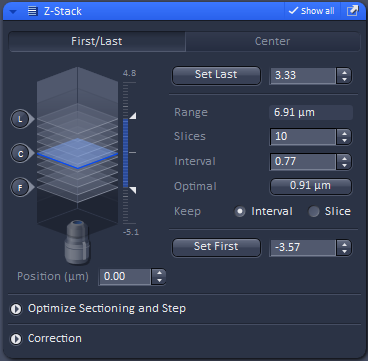 Z-Stack Show all
First/Last Center
4.8 Set Last 3.33
L Range 6.91 µm
Slices 10
C Interval 0.77
F Optimal 0.91 µm
Keep Interval Slice
-5.1 Set First -3.57
Position (µm) 0.00
Optimize Sectioning and Step
Correction